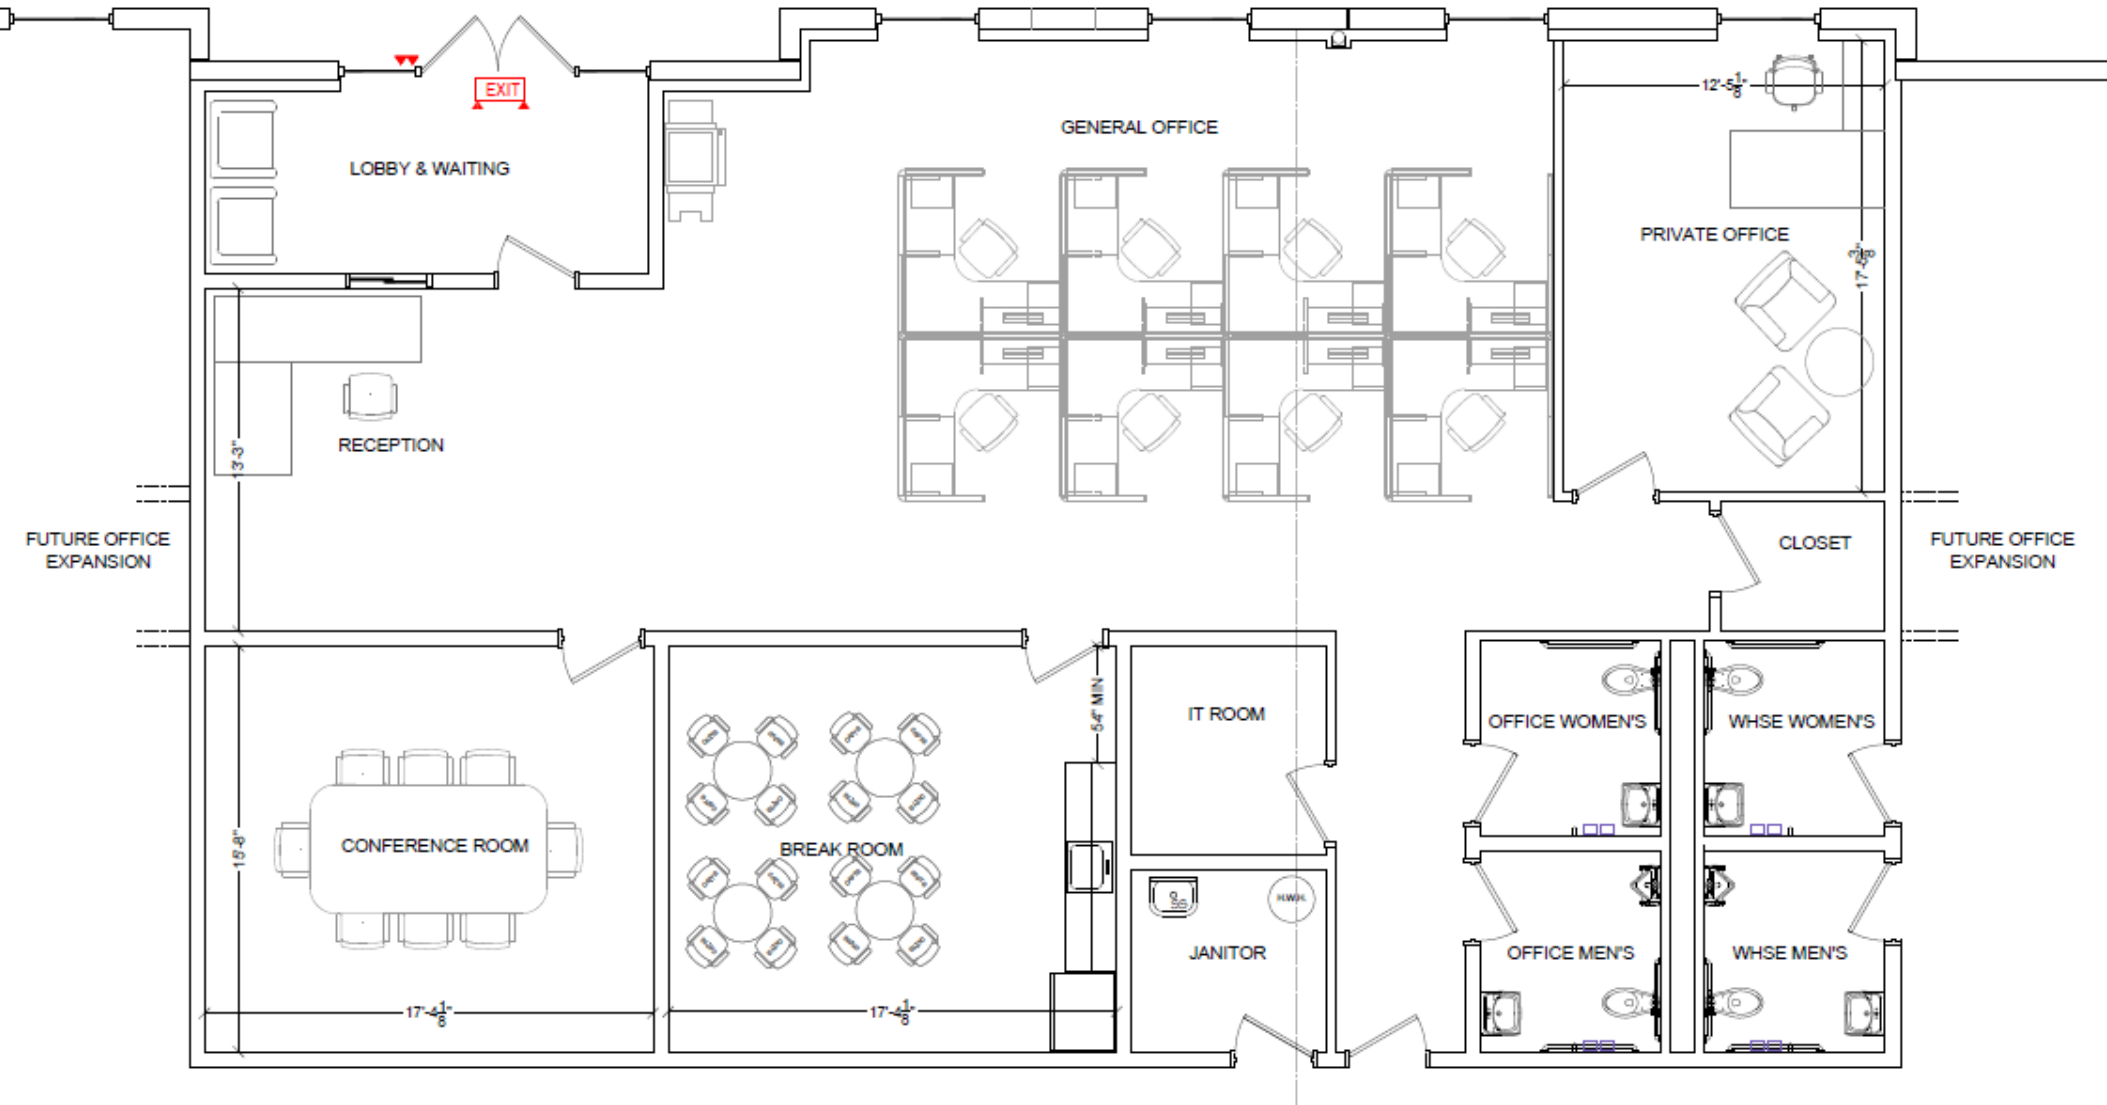 EXIT
12'-5 1/8"
GENERAL OFFICE
LOBBY & WAITING
PRIVATE OFFICE
17'-5 3/8"
RECEPTION
13'-3"
FUTURE OFFICE
EXPANSION
CLOSET
FUTURE OFFICE
EXPANSION
54" MIN
IT ROOM
OFFICE WOMEN'S
WHSE WOMEN'S
CONFERENCE ROOM
15'-8"
BREAK ROOM
H.W.H.
JANITOR
OFFICE MEN'S
WHSE MEN'S
17'-4 1/8"
17'-4 1/8"